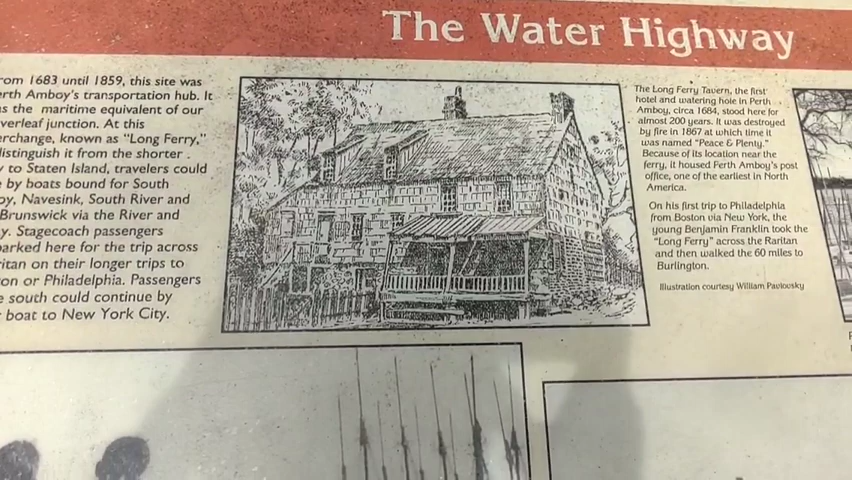 The Water Highway
rom 1683 until 1859, this site was
erth Amboy's transportation hub. It
s the maritime equivalent of our
verleaf junction. At this
erchange, known as "Long Ferry,"
listinguish it from the shorter
y to Staten Island, travelers could
e by boats bound for South
oy, Navesink, South River and
Brunswick via the River and
y. Stagecoach passengers
arked here for the trip across
itan on their longer trips to
on or Philadelphia. Passengers
e south could continue by
boat to New York City.
The Long Ferry Tavern, the first
hotel and watering hole in Perth
Amboy, circa 1684, stood here for
almost 200 years. It was destroyed
by fire in 1867 at which time it
was named "Peace & Plenty."
Because of its location near the
ferry, it housed Perth Amboy's post
office, one of the earliest in North
America.
On his first trip to Philadelphia
from Boston via New York, the
young Benjamin Franklin took the
"Long Ferry" across the Raritan
and then walked the 60 miles to
Burlington.
Illustration courtesy William Pavlovsky